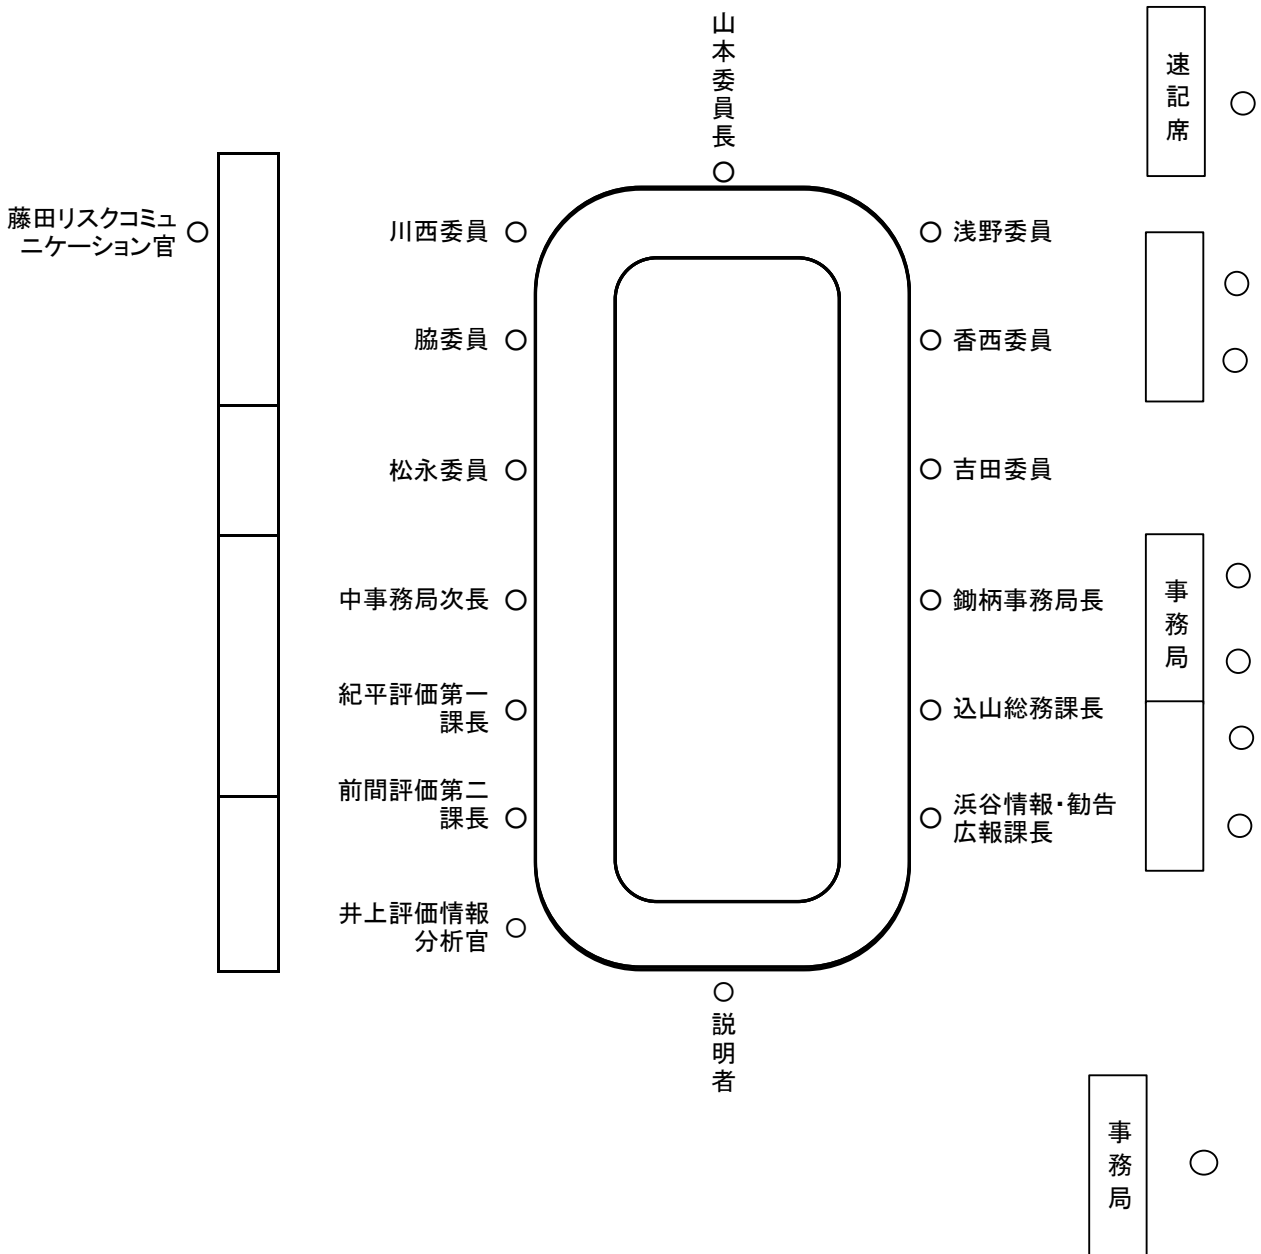 山本委員長
速記席
藤田リスクコミュ
ニケーション官
川西委員
浅野委員
脇委員
香西委員
松永委員
吉田委員
中事務局次長
鋤柄事務局長
事務局
紀平評価第一
課長
込山総務課長
前間評価第二
課長
浜谷情報・勧告
広報課長
井上評価情報
分析官
説明者
事務局